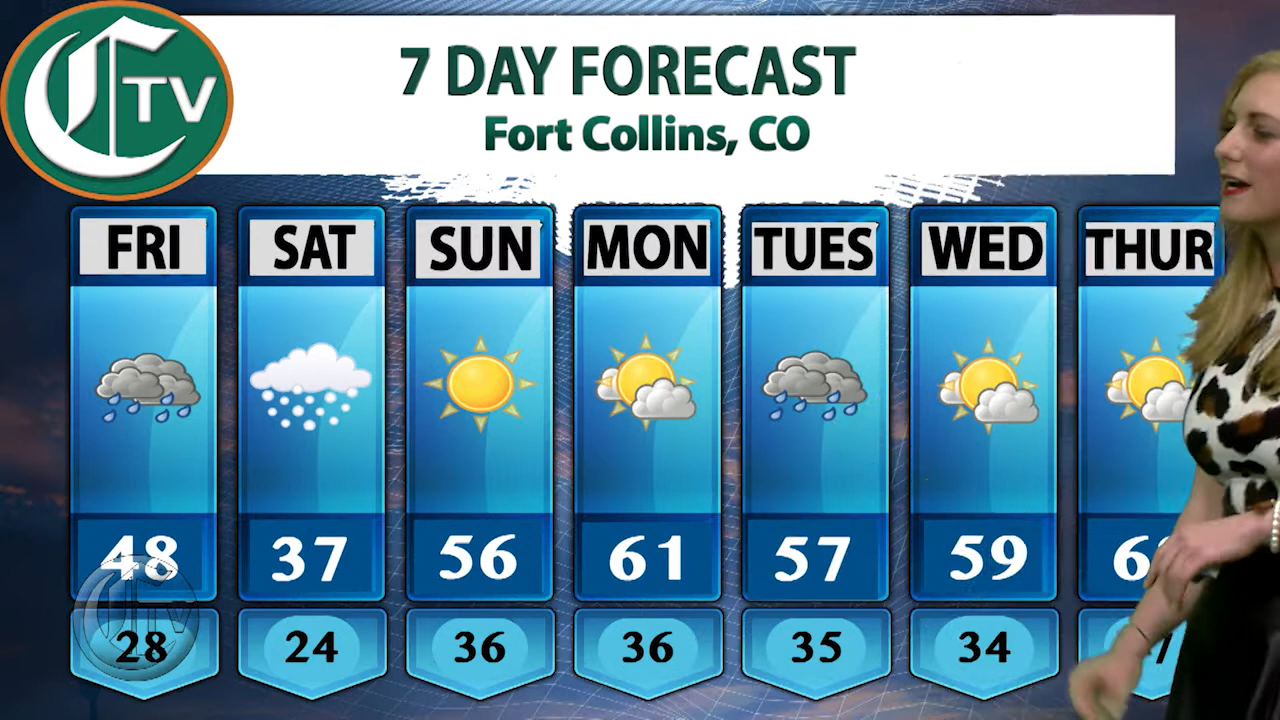 CTV
7 DAY FORECAST
Fort Collins, CO
FRI SAT SUN MON TUES WED THUR
48 37 56 61 57 59
28 24 36 36 35 34
CTV